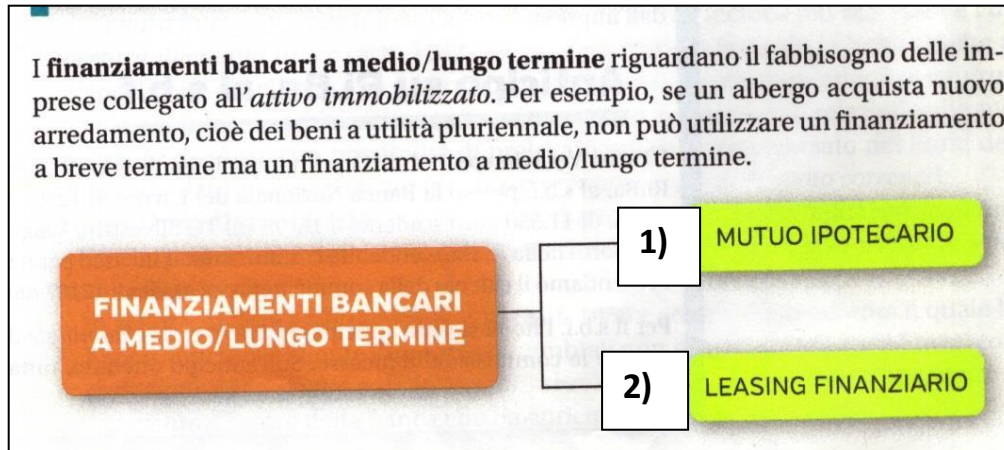 I finanziamenti bancari a medio/lungo termine riguardano il fabbisogno delle im-
prese collegato all'attivo immobilizzato. Per esempio, se un albergo acquista nuovo
arredamento, cioè dei beni a utilità pluriennale, non può utilizzare un finanziamento
a breve termine ma un finanziamento a medio/lungo termine.
1) MUTUO IPOTECARIO
FINANZIAMENTI BANCARI
A MEDIO/LUNGO TERMINE
2) LEASING FINANZIARIO